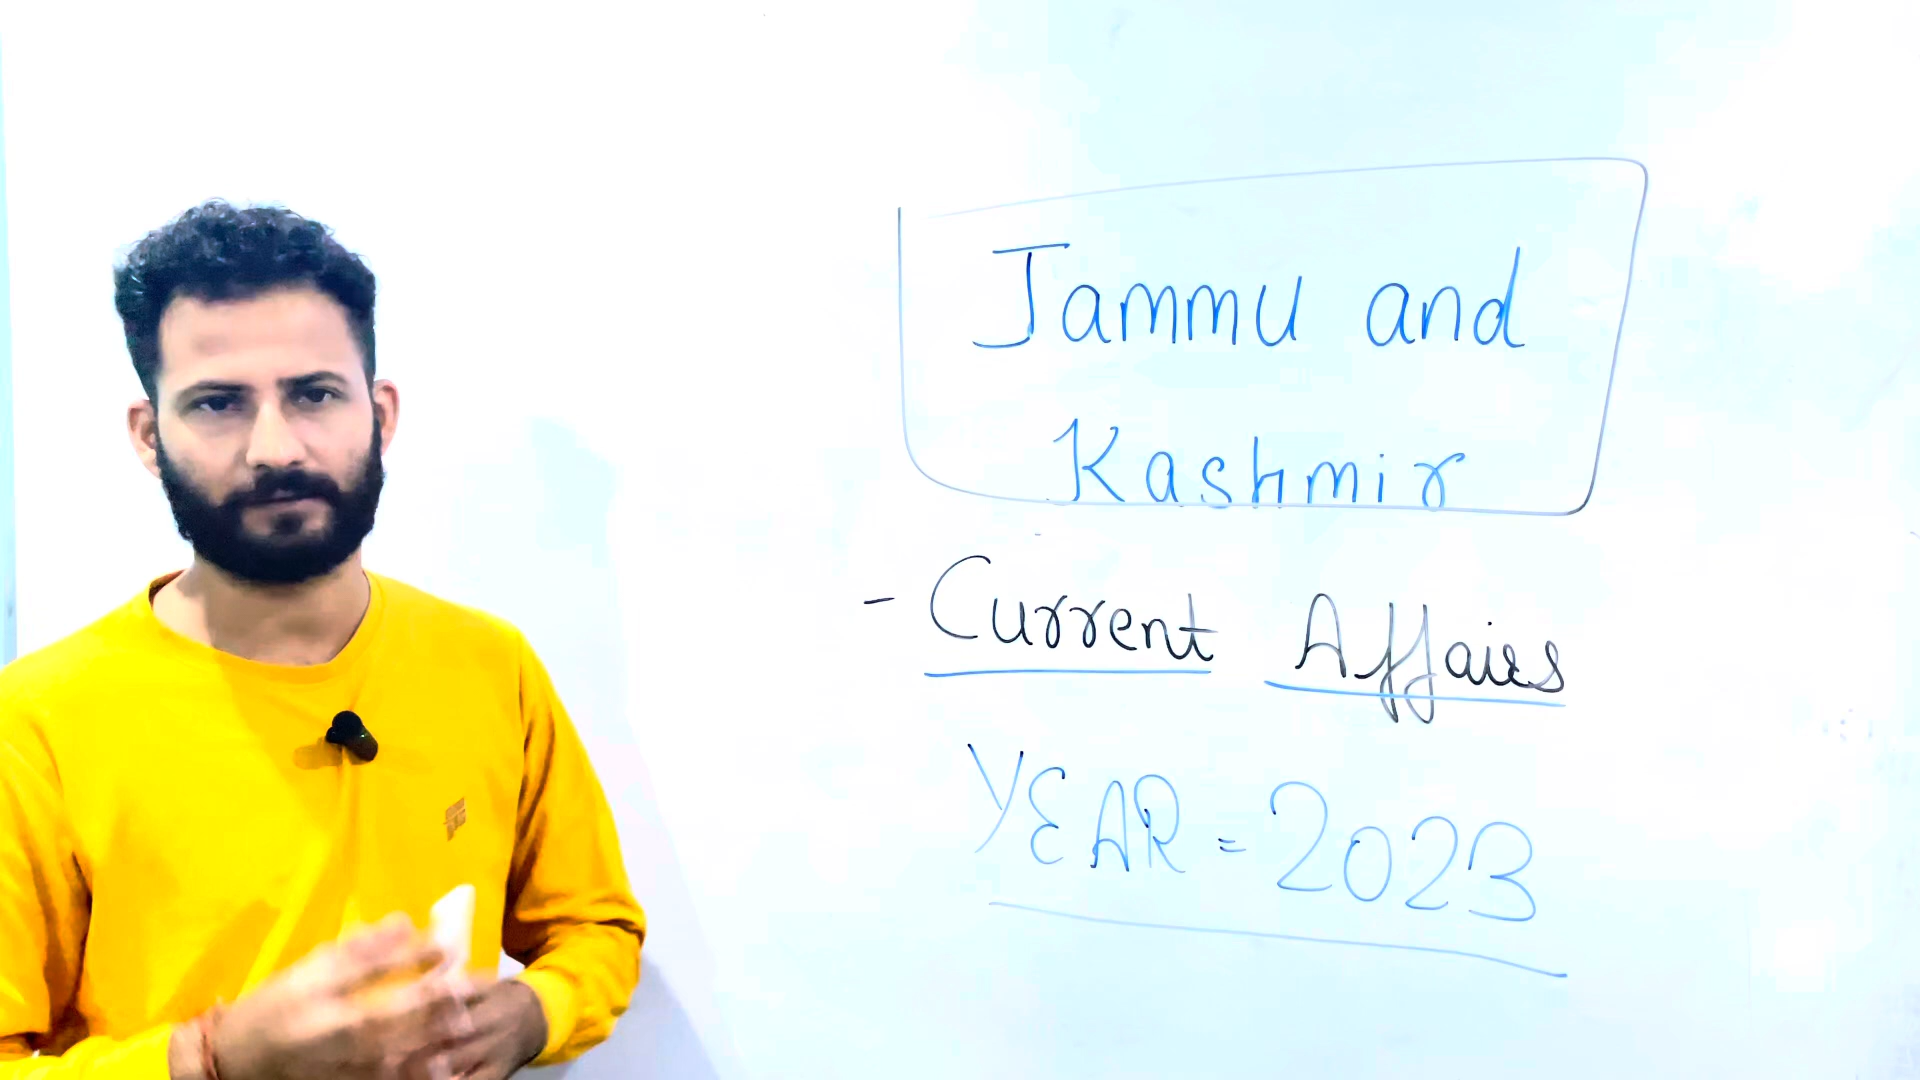 Jammu and
Kashmir
- Current Affairs
YEAR = 2023